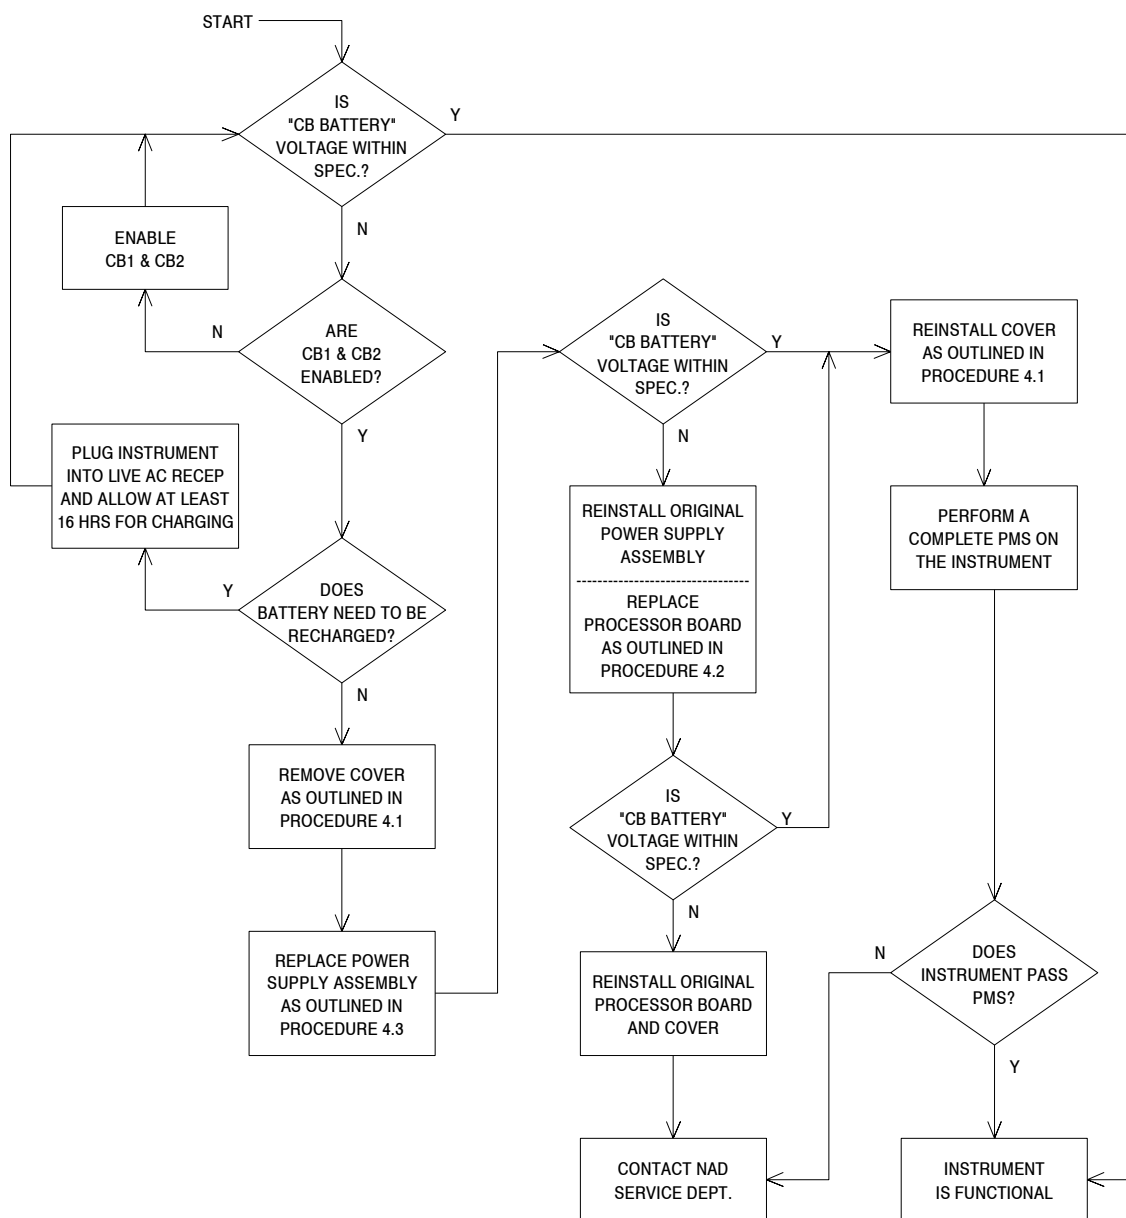 START
IS
"CB BATTERY"
VOLTAGE WITHIN
SPEC.?
Y
N
ENABLE
CB1 & CB2
N
ARE
CB1 & CB2
ENABLED?
Y
PLUG INSTRUMENT
INTO LIVE AC RECEP
AND ALLOW AT LEAST
16 HRS FOR CHARGING
Y
DOES
BATTERY NEED TO BE
RECHARGED?
N
REMOVE COVER
AS OUTLINED IN
PROCEDURE 4.1
REPLACE POWER
SUPPLY ASSEMBLY
AS OUTLINED IN
PROCEDURE 4.3
IS
"CB BATTERY"
VOLTAGE WITHIN
SPEC.?
Y
N
REINSTALL ORIGINAL
POWER SUPPLY
ASSEMBLY
REPLACE
PROCESSOR BOARD
AS OUTLINED IN
PROCEDURE 4.2
IS
"CB BATTERY"
VOLTAGE WITHIN
SPEC.?
Y
N
REINSTALL ORIGINAL
PROCESSOR BOARD
AND COVER
CONTACT NAD
SERVICE DEPT.
REINSTALL COVER
AS OUTLINED IN
PROCEDURE 4.1
PERFORM A
COMPLETE PMS ON
THE INSTRUMENT
N
DOES
INSTRUMENT PASS
PMS?
Y
INSTRUMENT
IS FUNCTIONAL